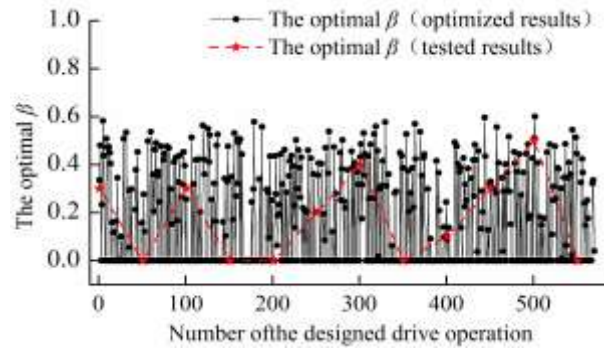 The optimal β（optimized results）
The optimal β（tested results）
1.0
0.8
0.6
0.4
0.2
0.0
The optimal β
0 100 200 300 400 500
Number ofthe designed drive operation